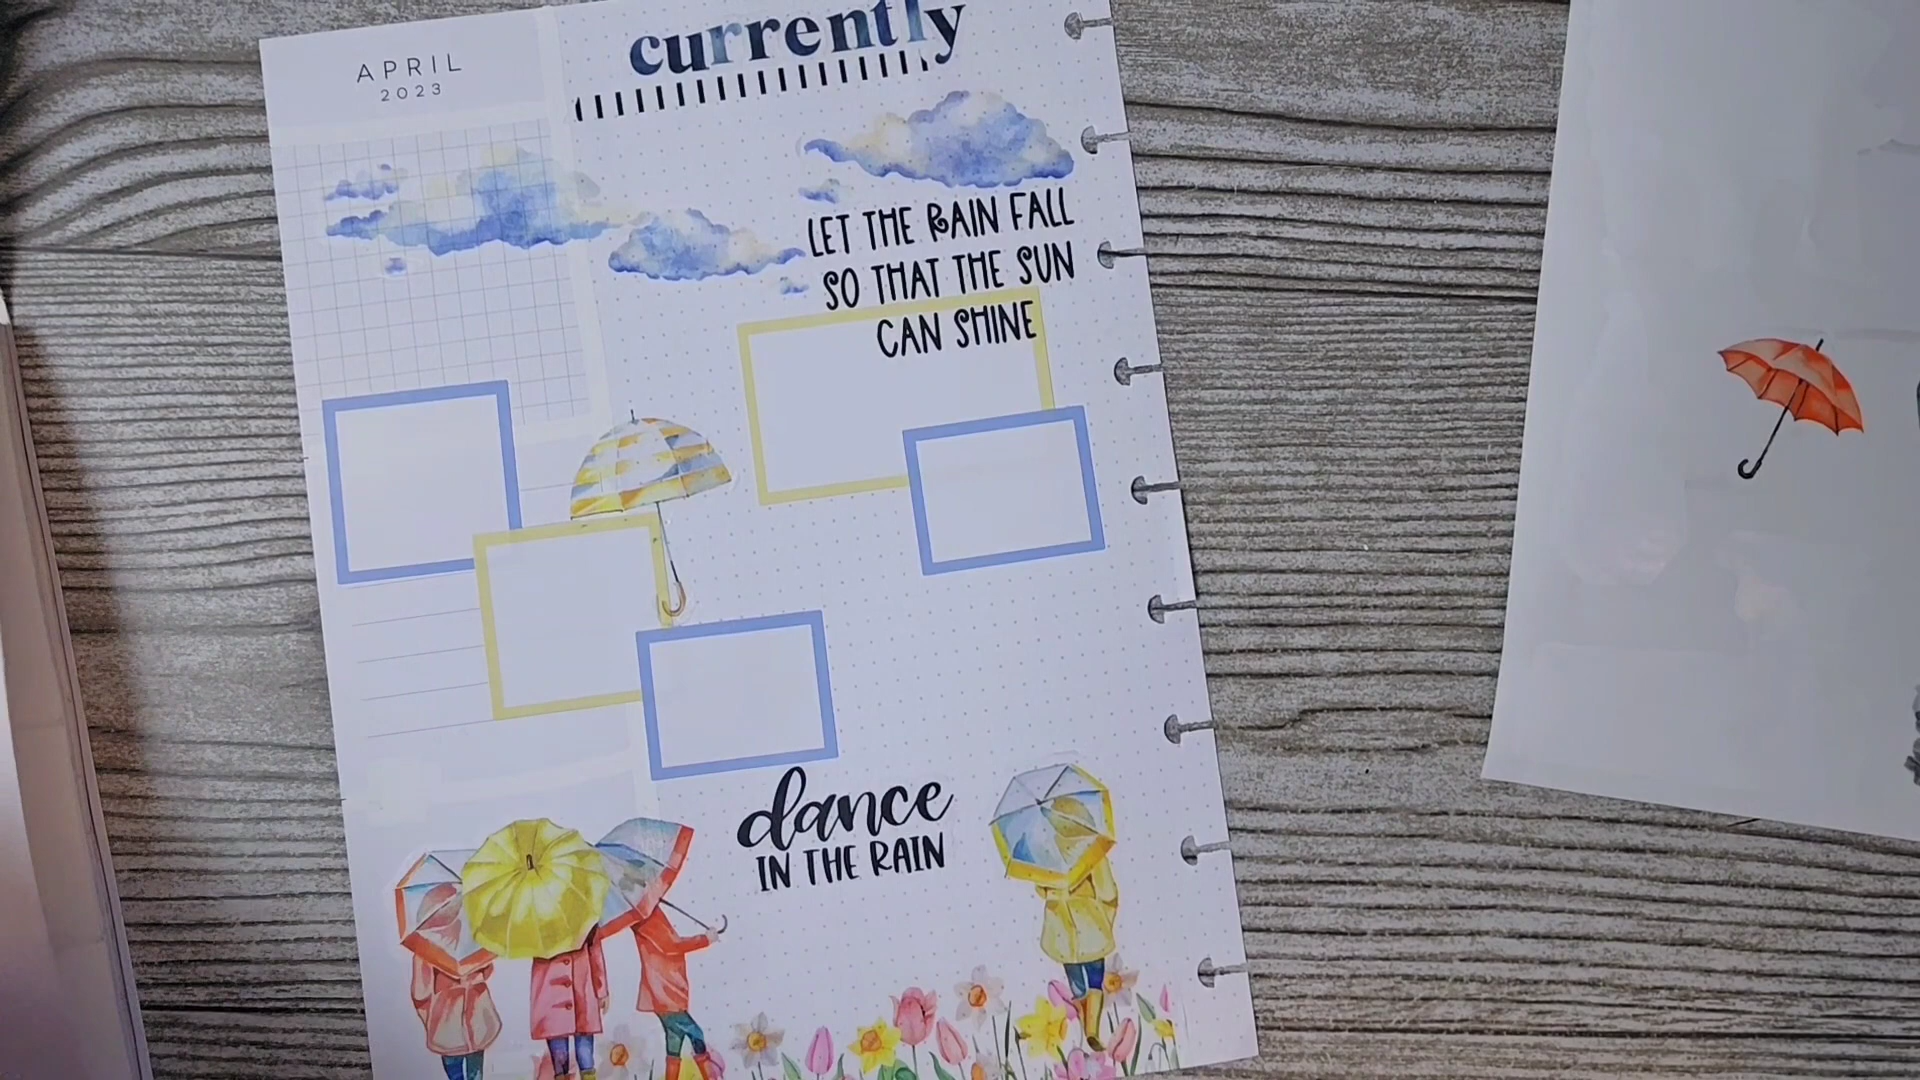 currently
APRIL
2023
LET THE RAIN FALL
SO THAT THE SUN
CAN SHINE
dance
IN THE RAIN